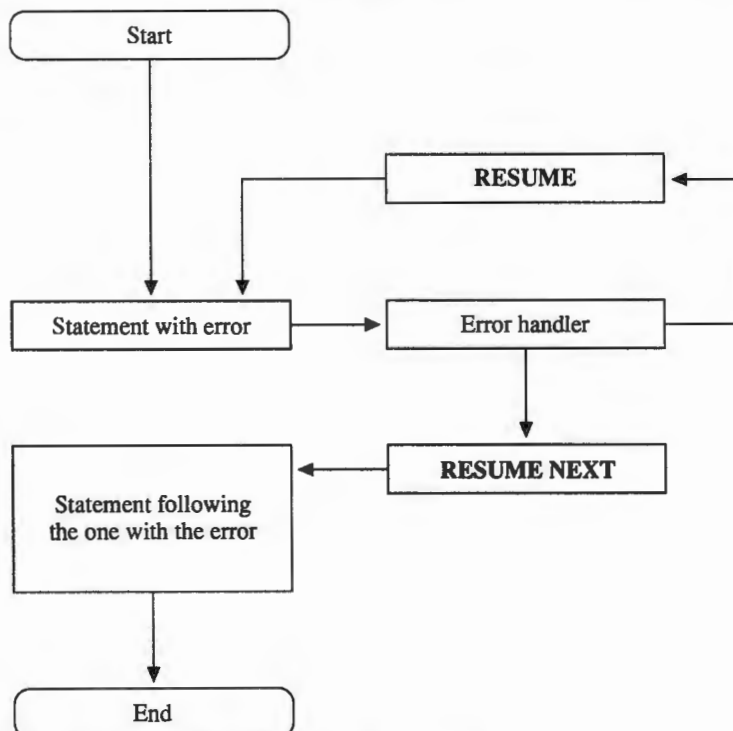 Start
RESUME
Statement with error
Error handler
RESUME NEXT
Statement following
the one with the error
End